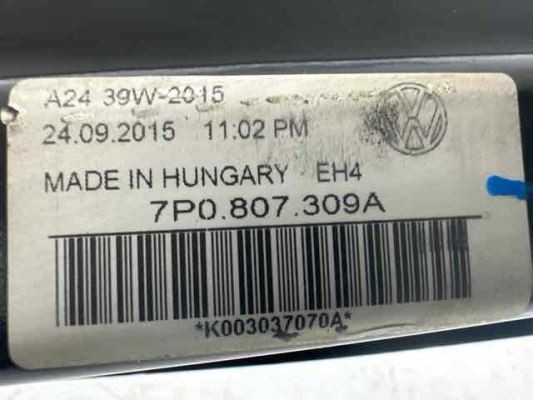 A24 39W-2015
24.09.2015 11:02 PM
MADE IN HUNGARY EH4
7P0.807.309A
*K003037070A*